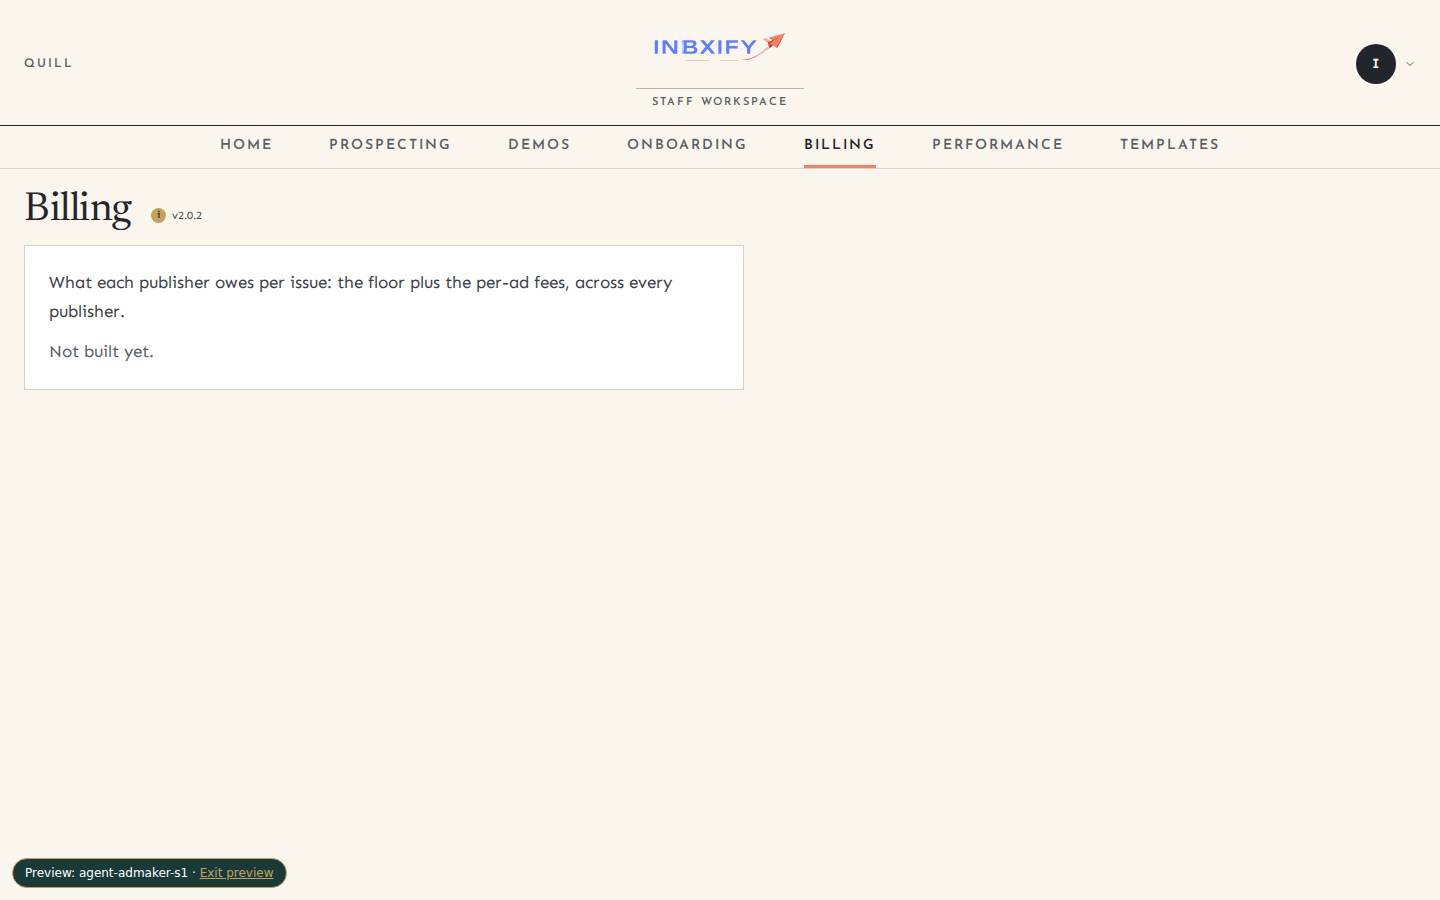 QUILL
INBXIFY
STAFF WORKSPACE
I
HOME PROSPECTING DEMOS ONBOARDING BILLING PERFORMANCE TEMPLATES
Billing i v2.0.2
What each publisher owes per issue: the floor plus the per-ad fees, across every
publisher.
Not built yet.
Preview: agent-admaker-s1 · Exit preview